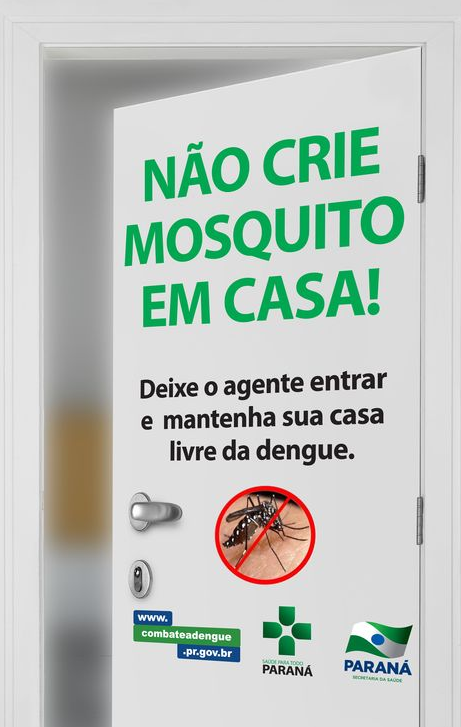 NÃO CRIE
MOSQUITO
EM CASA!
Deixe o agente entrar
e mantenha sua casa
livre da dengue.
www.
combateadengue
.pr.gov.br
SAÚDE PARA TODO
PARANÁ
PARANÁ
SECRETARIA DA SAÚDE